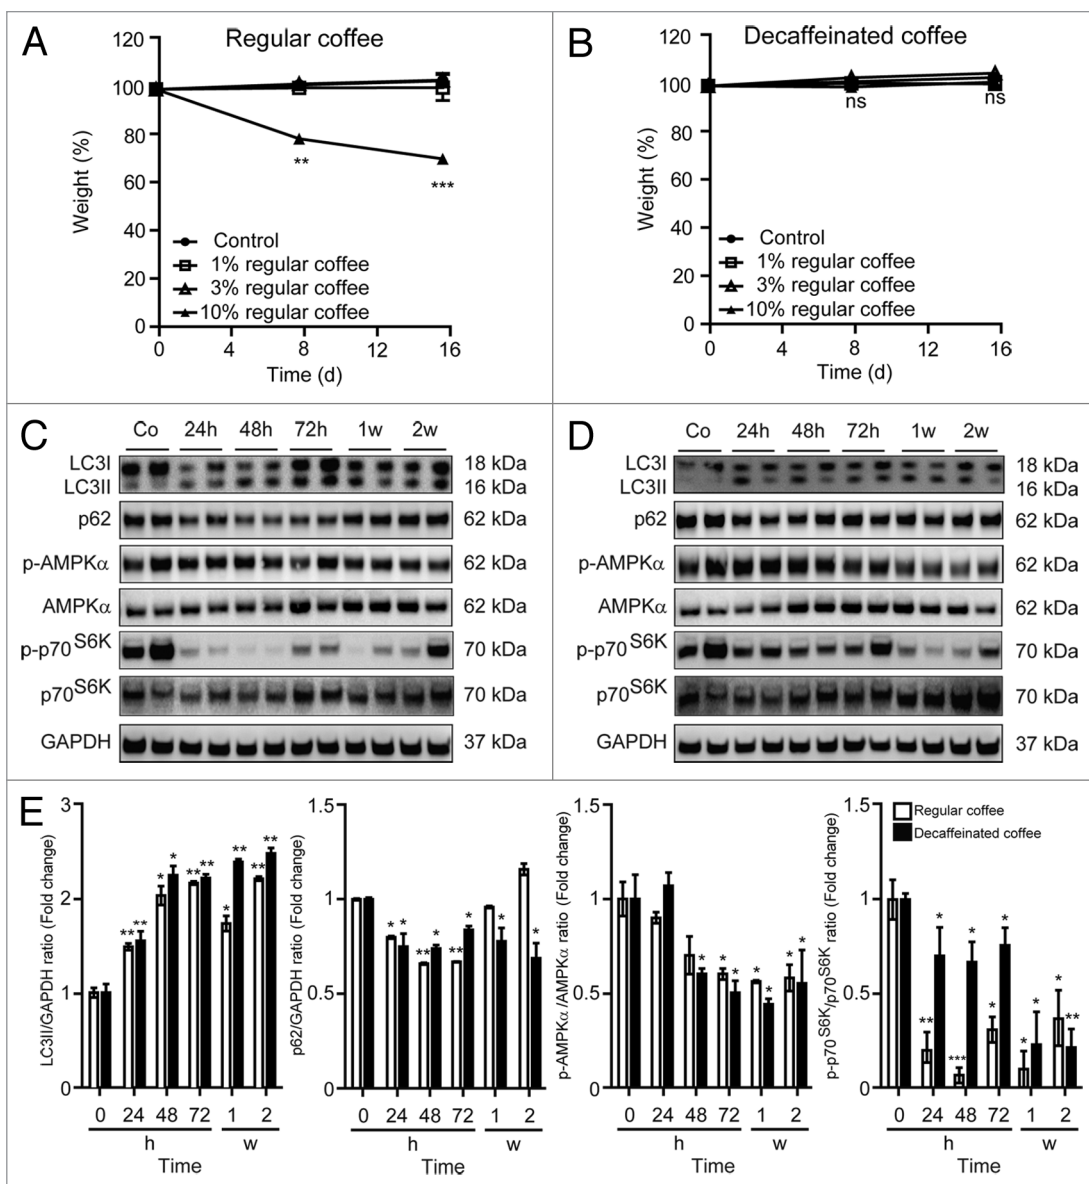 A
Regular coffee
120
100
80
60
40
20
0
Weight (%)
Control
1% regular coffee
3% regular coffee
10% regular coffee
**
***
0 4 8 12 16
Time (d)
B
Decaffeinated coffee
120
100
80
60
40
20
0
Weight (%)
Control
1% regular coffee
3% regular coffee
10% regular coffee
ns
ns
0 4 8 12 16
Time (d)
C
Co 24h 48h 72h 1w 2w
LC3I 18 kDa
LC3II 16 kDa
p62 62 kDa
p-AMPKα 62 kDa
AMPKα 62 kDa
p-p70S6K 70 kDa
p70S6K 70 kDa
GAPDH 37 kDa
D
Co 24h 48h 72h 1w 2w
LC3I 18 kDa
LC3II 16 kDa
p62 62 kDa
p-AMPKα 62 kDa
AMPKα 62 kDa
p-p70S6K 70 kDa
p70S6K 70 kDa
GAPDH 37 kDa
E
LC3II/GAPDH ratio (Fold change)
3
2
1
0
** ** * * ** ** * ** ** **
0 24 48 72 1 2
h w
Time
p62/GAPDH ratio (Fold change)
1.5
1
0.5
0
* * ** * ** * * *
0 24 48 72 1 2
h w
Time
p-AMPKα/AMPKα ratio (Fold change)
1.5
1
0.5
0
* * * * * * *
0 24 48 72 1 2
h w
Time
p-p70S6K/p70S6K ratio (Fold change)
1.5
1
0.5
0
Regular coffee
Decaffeinated coffee
** * *** * * * * * * **
0 24 48 72 1 2
h w
Time